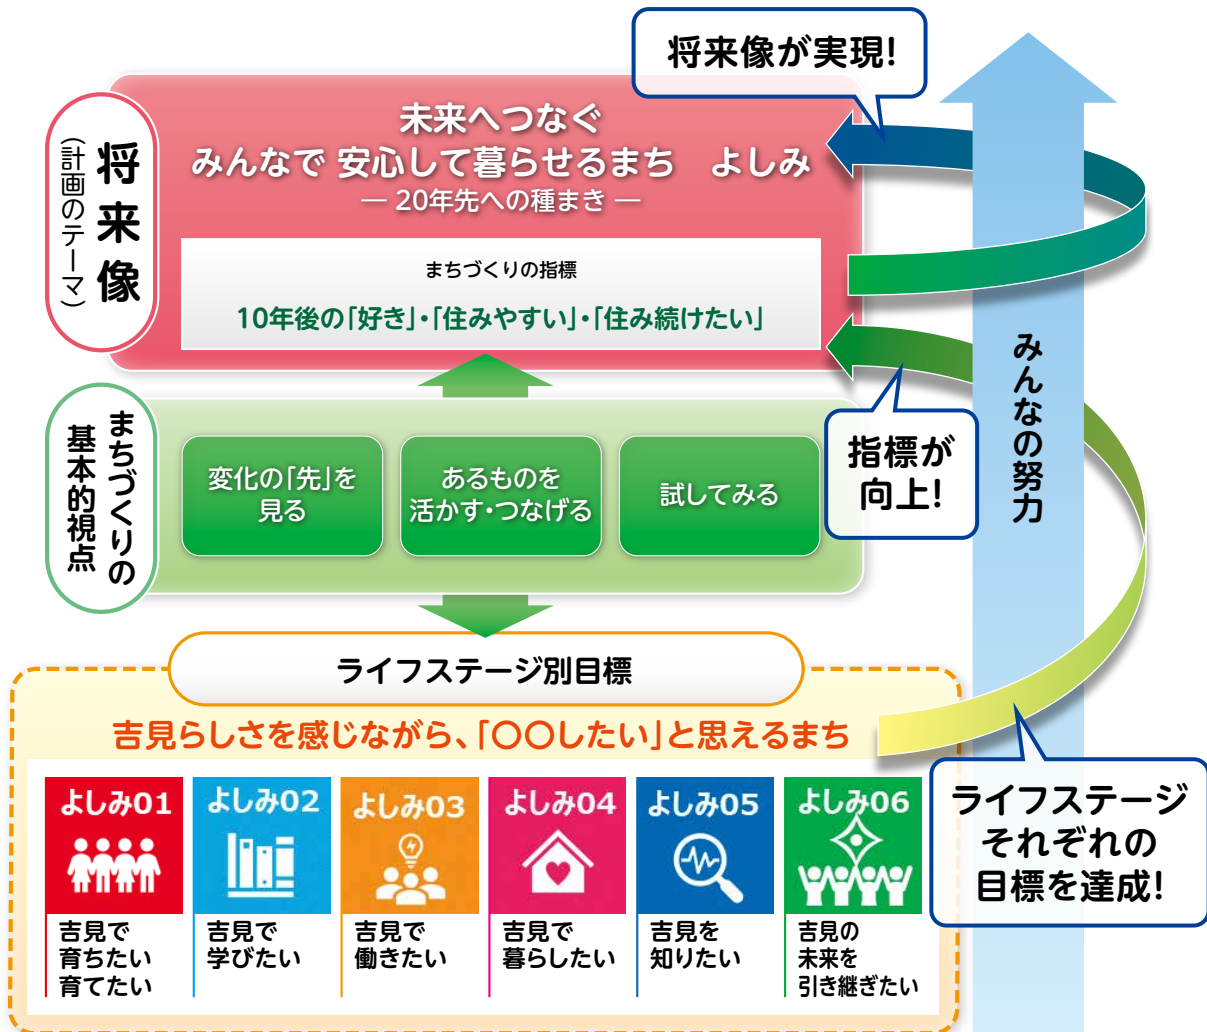 将来像が実現！
将来像
（計画のテーマ）
未来へつなぐ
みんなで 安心して暮らせるまち　よしみ
― 20年先への種まき ―
まちづくりの指標
10年後の「好き」・「住みやすい」・「住み続けたい」
みんなの努力
まちづくりの
基本的視点
変化の「先」を
見る
あるものを
活かす・つなげる
試してみる
指標が
向上！
ライフステージ別目標
吉見らしさを感じながら、「〇〇したい」と思えるまち
ライフステージ
それぞれの
目標を達成！
よしみ01
吉見で
育ちたい
育てたい
よしみ02
吉見で
学びたい
よしみ03
吉見で
働きたい
よしみ04
吉見で
暮らしたい
よしみ05
吉見を
知りたい
よしみ06
吉見の
未来を
引き継ぎたい